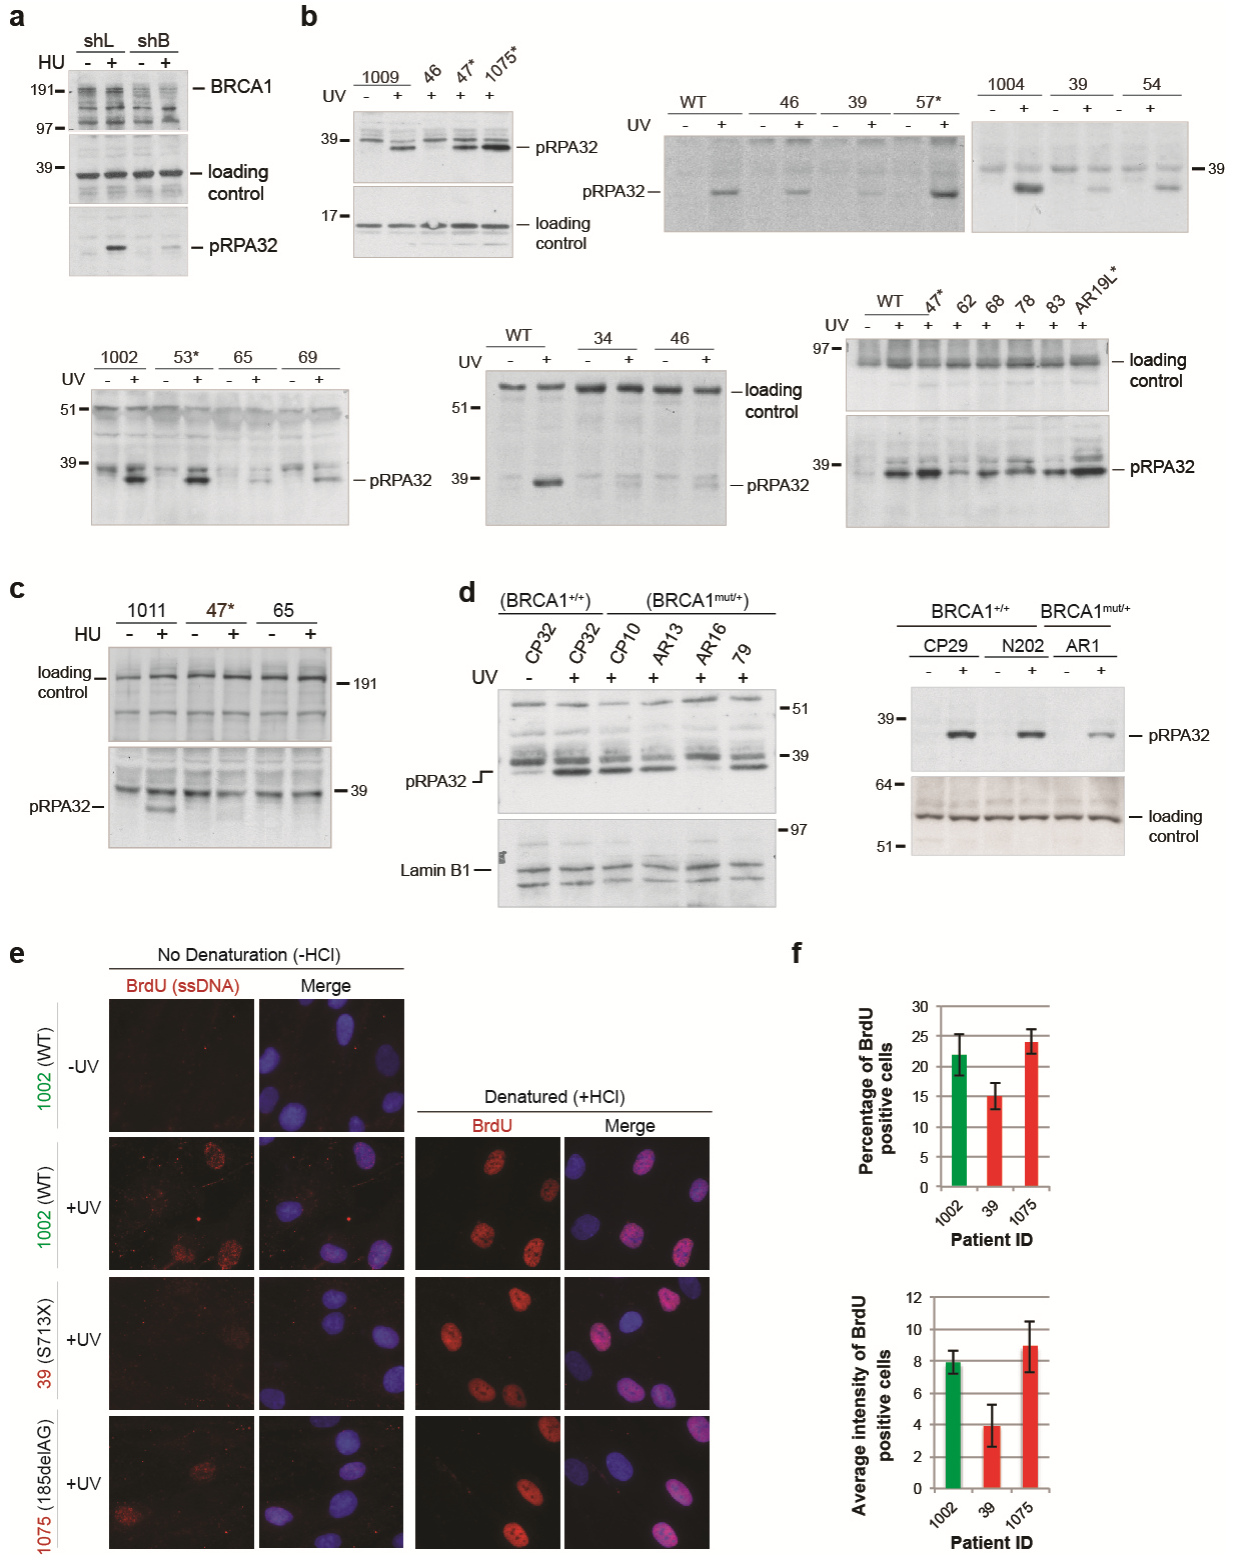 a
shL shB
HU - + - +
191
BRCA1
97
39
loading
control
pRPA32
b
1009 46 47* 1075*
UV - + + + +
39
pRPA32
17
loading
control
WT 46 39 57*
UV - + - + - + - +
pRPA32
1004 39 54
- + - + - +
39
1002 53* 65 69
UV - + - + - + - +
51
39
pRPA32
WT 34 46
UV - + - + - +
loading
control
51
39
pRPA32
WT 47* 62 68 78 83 AR19L*
UV - + + + + + + +
97
loading
control
39
pRPA32
c
1011 47* 65
HU - + - + - +
loading
control
191
39
pRPA32
d
(BRCA1+/+) (BRCA1mut/+)
CP32 CP32 CP10 AR13 AR16 79
UV - + + + + +
51
39
pRPA32
97
Lamin B1
BRCA1+/+ BRCA1mut/+
CP29 N202 AR1
- + - + - +
39
pRPA32
64
loading
control
51
e
No Denaturation (-HCl)
BrdU (ssDNA) Merge
1002 (WT)
-UV
Denatured (+HCl)
BrdU Merge
1002 (WT)
+UV
39 (S713X)
+UV
1075 (185delAG)
+UV
f
Percentage of BrdU
positive cells
30
25
20
15
10
5
0
1002 39 1075
Patient ID
Average intensity of BrdU
positive cells
12
10
8
6
4
2
0
1002 39 1075
Patient ID